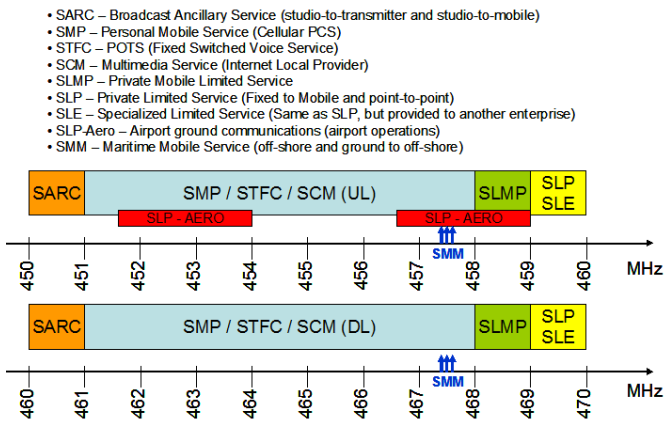 • SARC – Broadcast Ancillary Service (studio-to-transmitter and studio-to-mobile)
• SMP – Personal Mobile Service (Cellular PCS)
• STFC – POTS (Fixed Switched Voice Service)
• SCM – Multimedia Service (Internet Local Provider)
• SLMP – Private Mobile Limited Service
• SLP – Private Limited Service (Fixed to Mobile and point-to-point)
• SLE – Specialized Limited Service (Same as SLP, but provided to another enterprise)
• SLP-Aero – Airport ground communications (airport operations)
• SMM – Maritime Mobile Service (off-shore and ground to off-shore)
SARC SMP / STFC / SCM (UL) SLMP SLP SLE
SLP - AERO SLP - AERO
SMM
450 451 452 453 454 455 456 457 458 459 460 MHz
SARC SMP / STFC / SCM (DL) SLMP SLP SLE
SMM
460 461 462 463 464 465 466 467 468 469 470 MHz